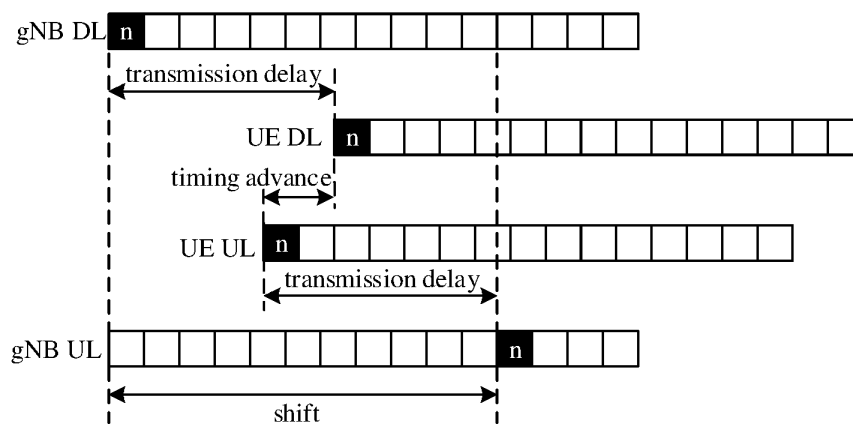 gNB DL n
transmission delay
UE DL n
timing advance
UE UL n
transmission delay
gNB UL n
shift